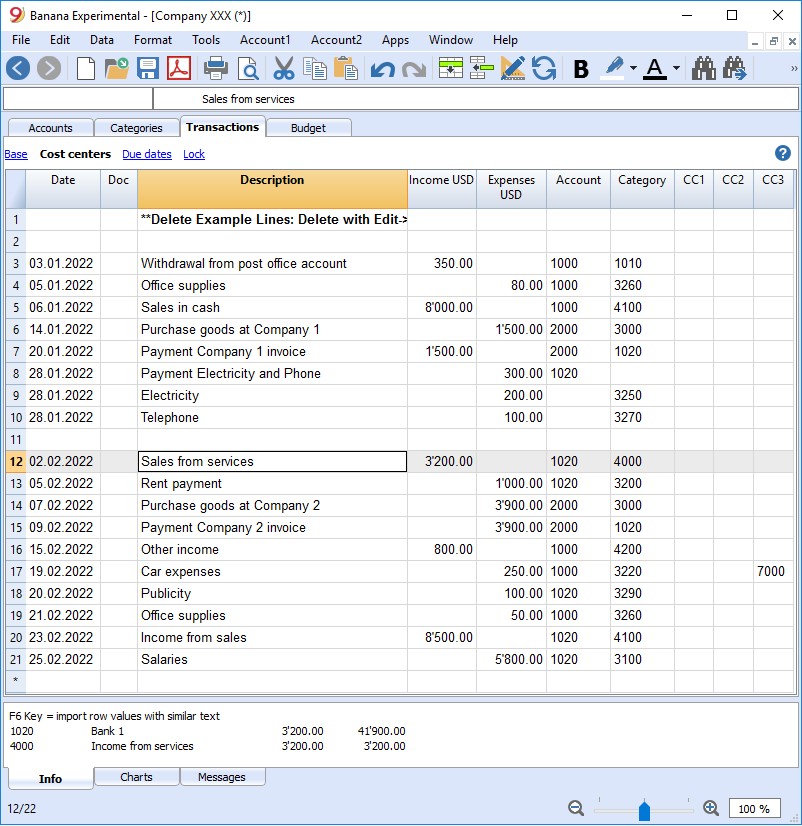 Banana Experimental - [Company XXX (*)]
File Edit Data Format Tools Account1 Account2 Apps Window Help
B A »
Sales from services
Accounts Categories Transactions Budget
Base Cost centers Due dates Lock ?
Date Doc Description Income USD Expenses USD Account Category CC1 CC2 CC3
1 **Delete Example Lines: Delete with Edit->
2
3 03.01.2022 Withdrawal from post office account 350.00 1000 1010
4 05.01.2022 Office supplies 80.00 1000 3260
5 06.01.2022 Sales in cash 8'000.00 1000 4100
6 14.01.2022 Purchase goods at Company 1 1'500.00 2000 3000
7 20.01.2022 Payment Company 1 invoice 1'500.00 2000 1020
8 28.01.2022 Payment Electricity and Phone 300.00 1020
9 28.01.2022 Electricity 200.00 3250
10 28.01.2022 Telephone 100.00 3270
11
12 02.02.2022 Sales from services 3'200.00 1020 4000
13 05.02.2022 Rent payment 1'000.00 1020 3200
14 07.02.2022 Purchase goods at Company 2 3'900.00 2000 3000
15 09.02.2022 Payment Company 2 invoice 3'900.00 2000 1020
16 15.02.2022 Other income 800.00 1000 4200
17 19.02.2022 Car expenses 250.00 1000 3220 7000
18 20.02.2022 Publicity 100.00 1020 3290
19 21.02.2022 Office supplies 50.00 1000 3260
20 23.02.2022 Income from sales 8'500.00 1020 4100
21 25.02.2022 Salaries 5'800.00 1020 3100
*
F6 Key = import row values with similar text
1020 Bank 1 3'200.00 41'900.00
4000 Income from services 3'200.00 3'200.00
Info Charts Messages
12/22 100 %